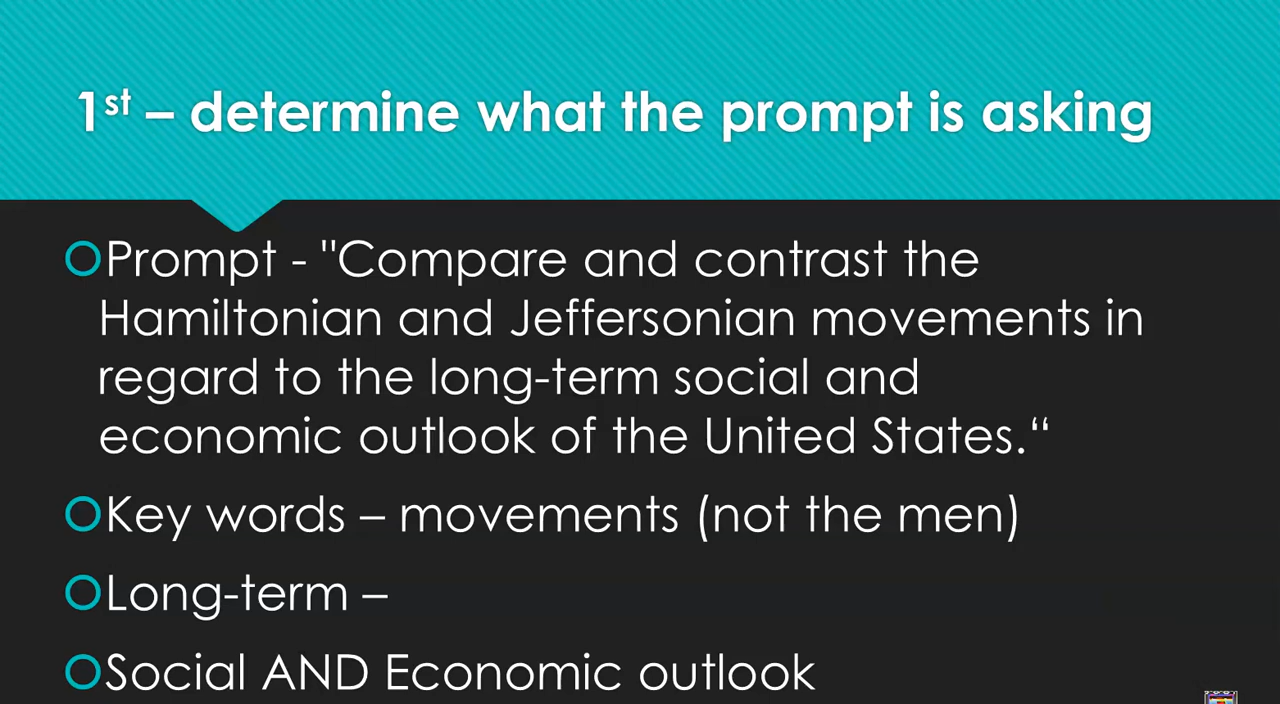 1st – determine what the prompt is asking
Prompt - "Compare and contrast the
Hamiltonian and Jeffersonian movements in
regard to the long-term social and
economic outlook of the United States.“
Key words – movements (not the men)
Long-term –
Social AND Economic outlook